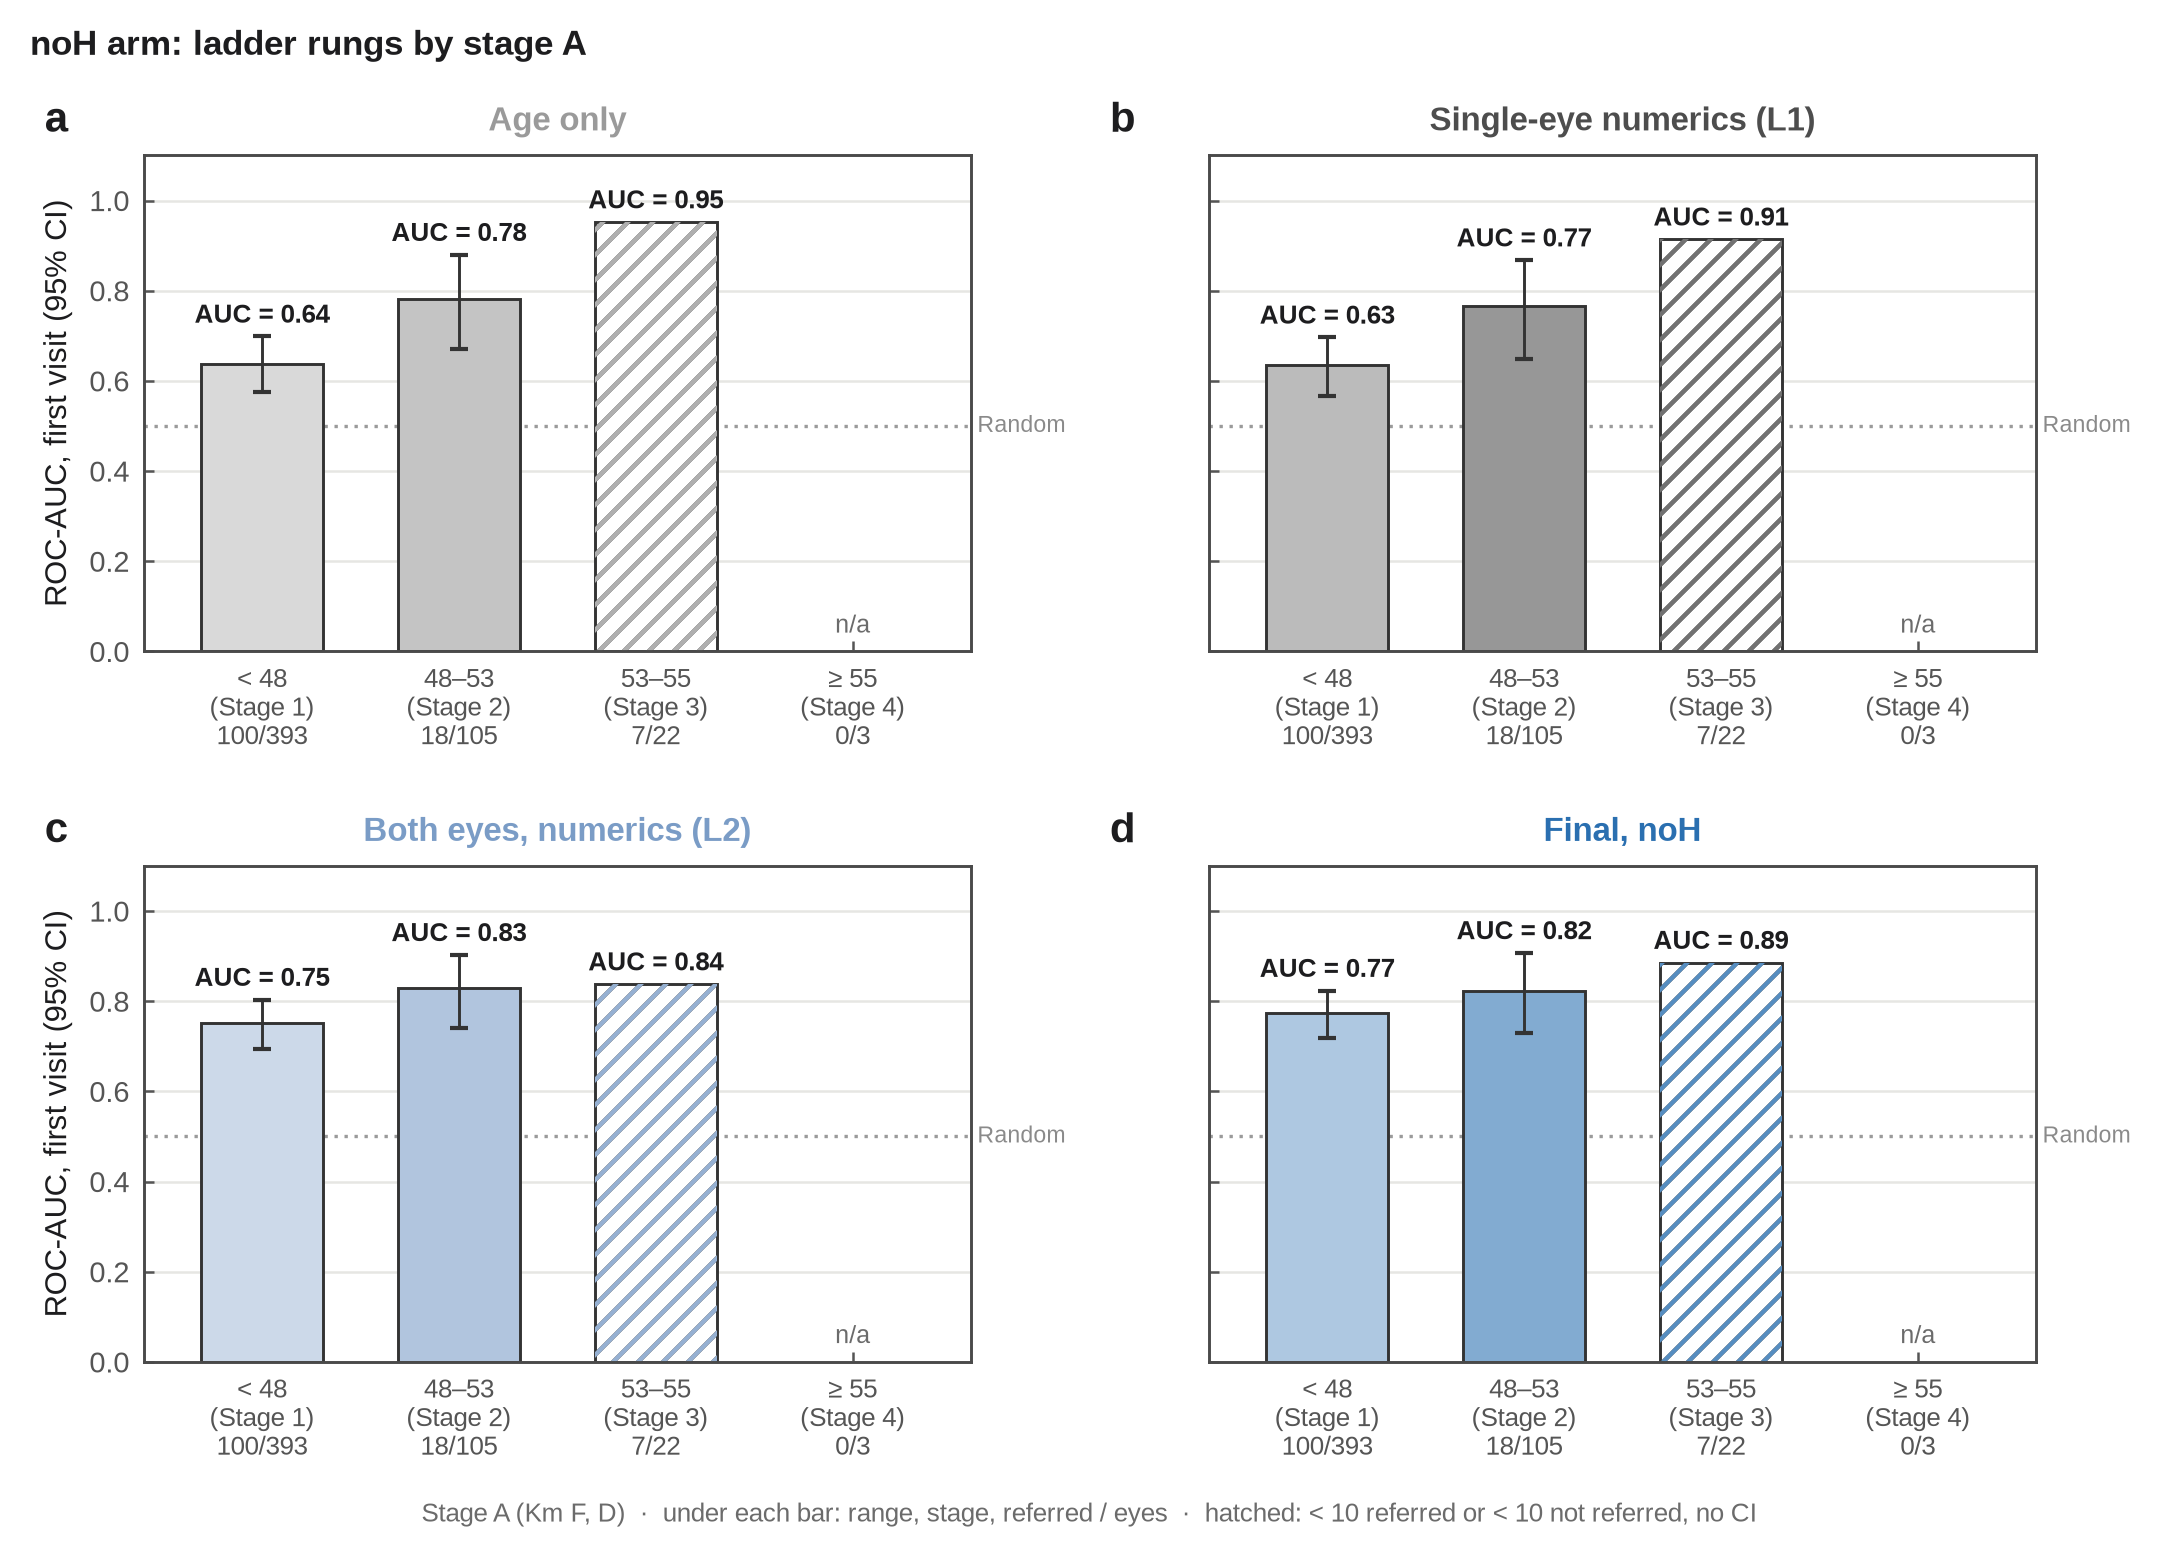 noH arm: ladder rungs by stage A
a
Age only
ROC-AUC, first visit (95% CI)
1.0
0.8
0.6
0.4
0.2
0.0
AUC = 0.64
AUC = 0.78
AUC = 0.95
n/a
Random
< 48
(Stage 1)
100/393
48–53
(Stage 2)
18/105
53–55
(Stage 3)
7/22
≥ 55
(Stage 4)
0/3
b
Single-eye numerics (L1)
AUC = 0.63
AUC = 0.77
AUC = 0.91
n/a
Random
< 48
(Stage 1)
100/393
48–53
(Stage 2)
18/105
53–55
(Stage 3)
7/22
≥ 55
(Stage 4)
0/3
c
Both eyes, numerics (L2)
ROC-AUC, first visit (95% CI)
1.0
0.8
0.6
0.4
0.2
0.0
AUC = 0.75
AUC = 0.83
AUC = 0.84
n/a
Random
< 48
(Stage 1)
100/393
48–53
(Stage 2)
18/105
53–55
(Stage 3)
7/22
≥ 55
(Stage 4)
0/3
d
Final, noH
AUC = 0.77
AUC = 0.82
AUC = 0.89
n/a
Random
< 48
(Stage 1)
100/393
48–53
(Stage 2)
18/105
53–55
(Stage 3)
7/22
≥ 55
(Stage 4)
0/3
Stage A (Km F, D) · under each bar: range, stage, referred / eyes · hatched: < 10 referred or < 10 not referred, no CI